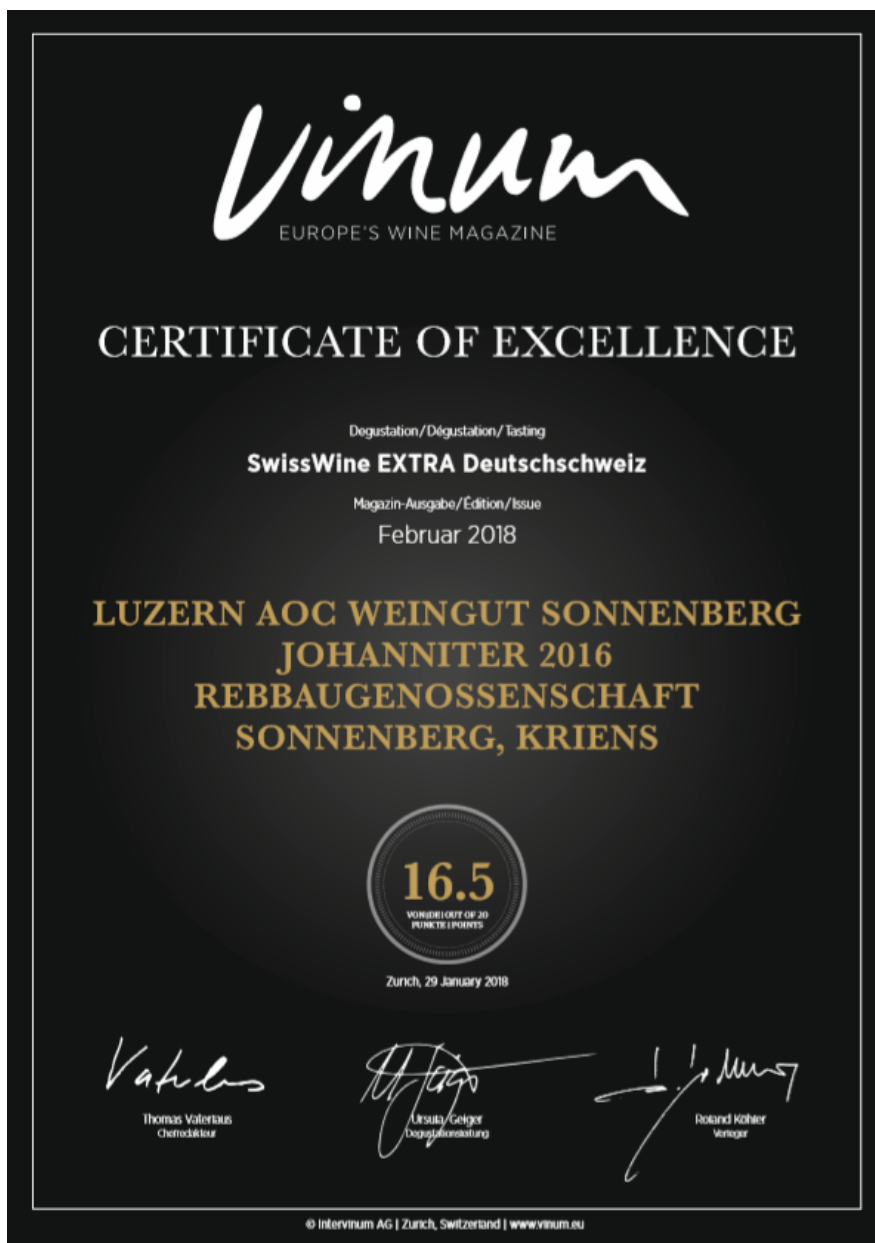 Vinum
EUROPE'S WINE MAGAZINE
CERTIFICATE OF EXCELLENCE
Degustation/Dégustation/Tasting
SwissWine EXTRA Deutschschweiz
Magazin-Ausgabe/Édition/Issue
Februar 2018
LUZERN AOC WEINGUT SONNENBERG
JOHANNITER 2016
REBBAUGENOSSENSCHAFT
SONNENBERG, KRIENS
16.5
VON|DE|OUT OF 20
PUNKTE|POINTS
Zurich, 29 January 2018
Thomas Vaterlaus
Ursula Geiger
Roland Köhler
Chefredakteur
Degustationsleitung
Verleger
© Intervinum AG | Zurich, Switzerland | www.vinum.eu